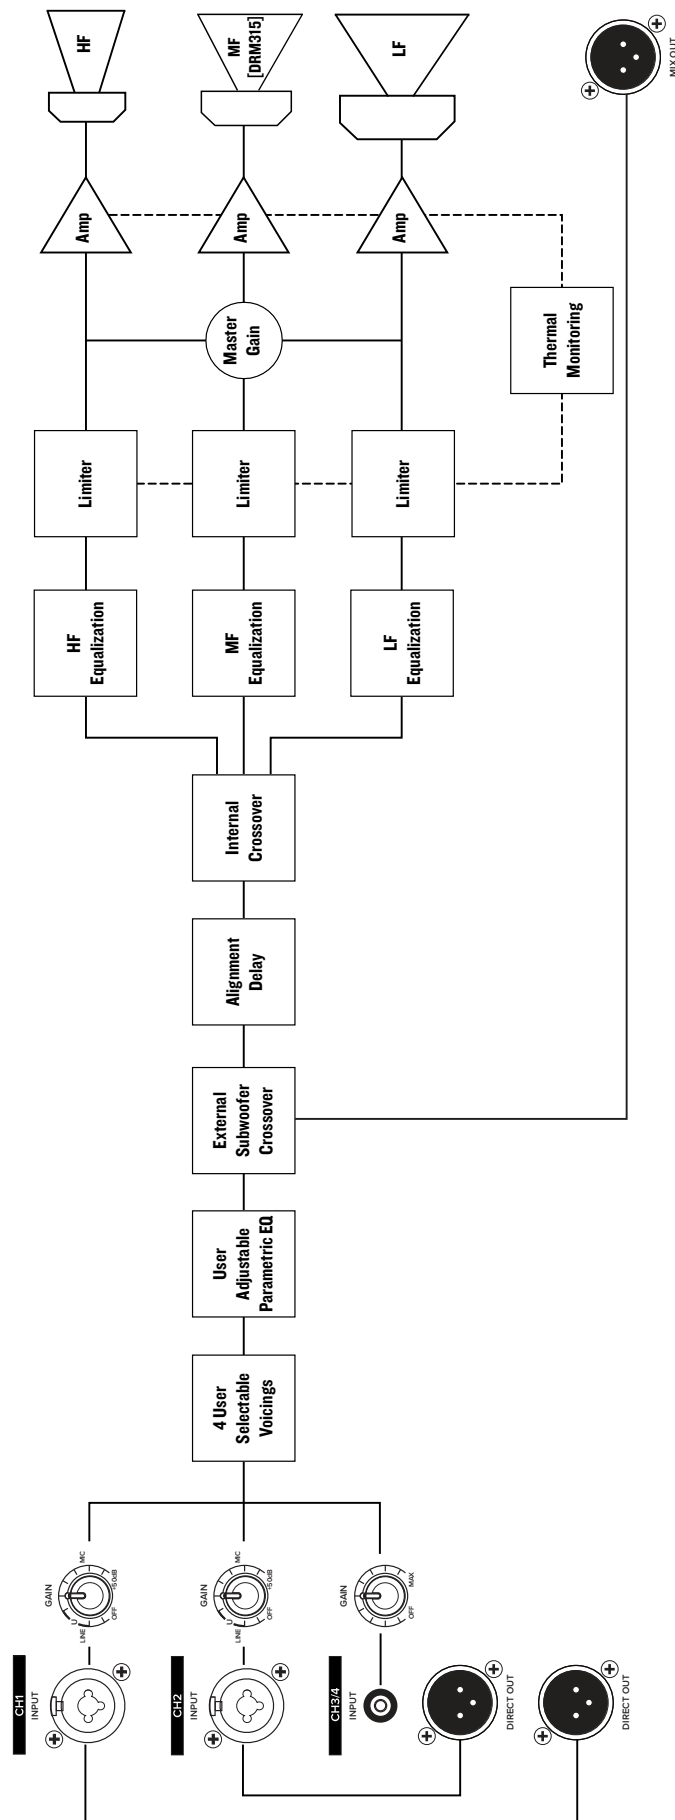 HF
MF
[DRM315]
LF
MIX OUT
Amp
Amp
Amp
Master
Gain
Thermal
Monitoring
Limiter
Limiter
Limiter
HF
Equalization
MF
Equalization
LF
Equalization
Internal
Crossover
Alignment
Delay
External
Subwoofer
Crossover
User
Adjustable
Parametric EQ
4 User
Selectable
Voicings
GAIN
U
MIC
LINE
OFF
+50dB
GAIN
U
MIC
LINE
OFF
+50dB
GAIN
OFF
MAX
CH1
INPUT
CH2
INPUT
CH3/4
INPUT
DIRECT OUT
DIRECT OUT